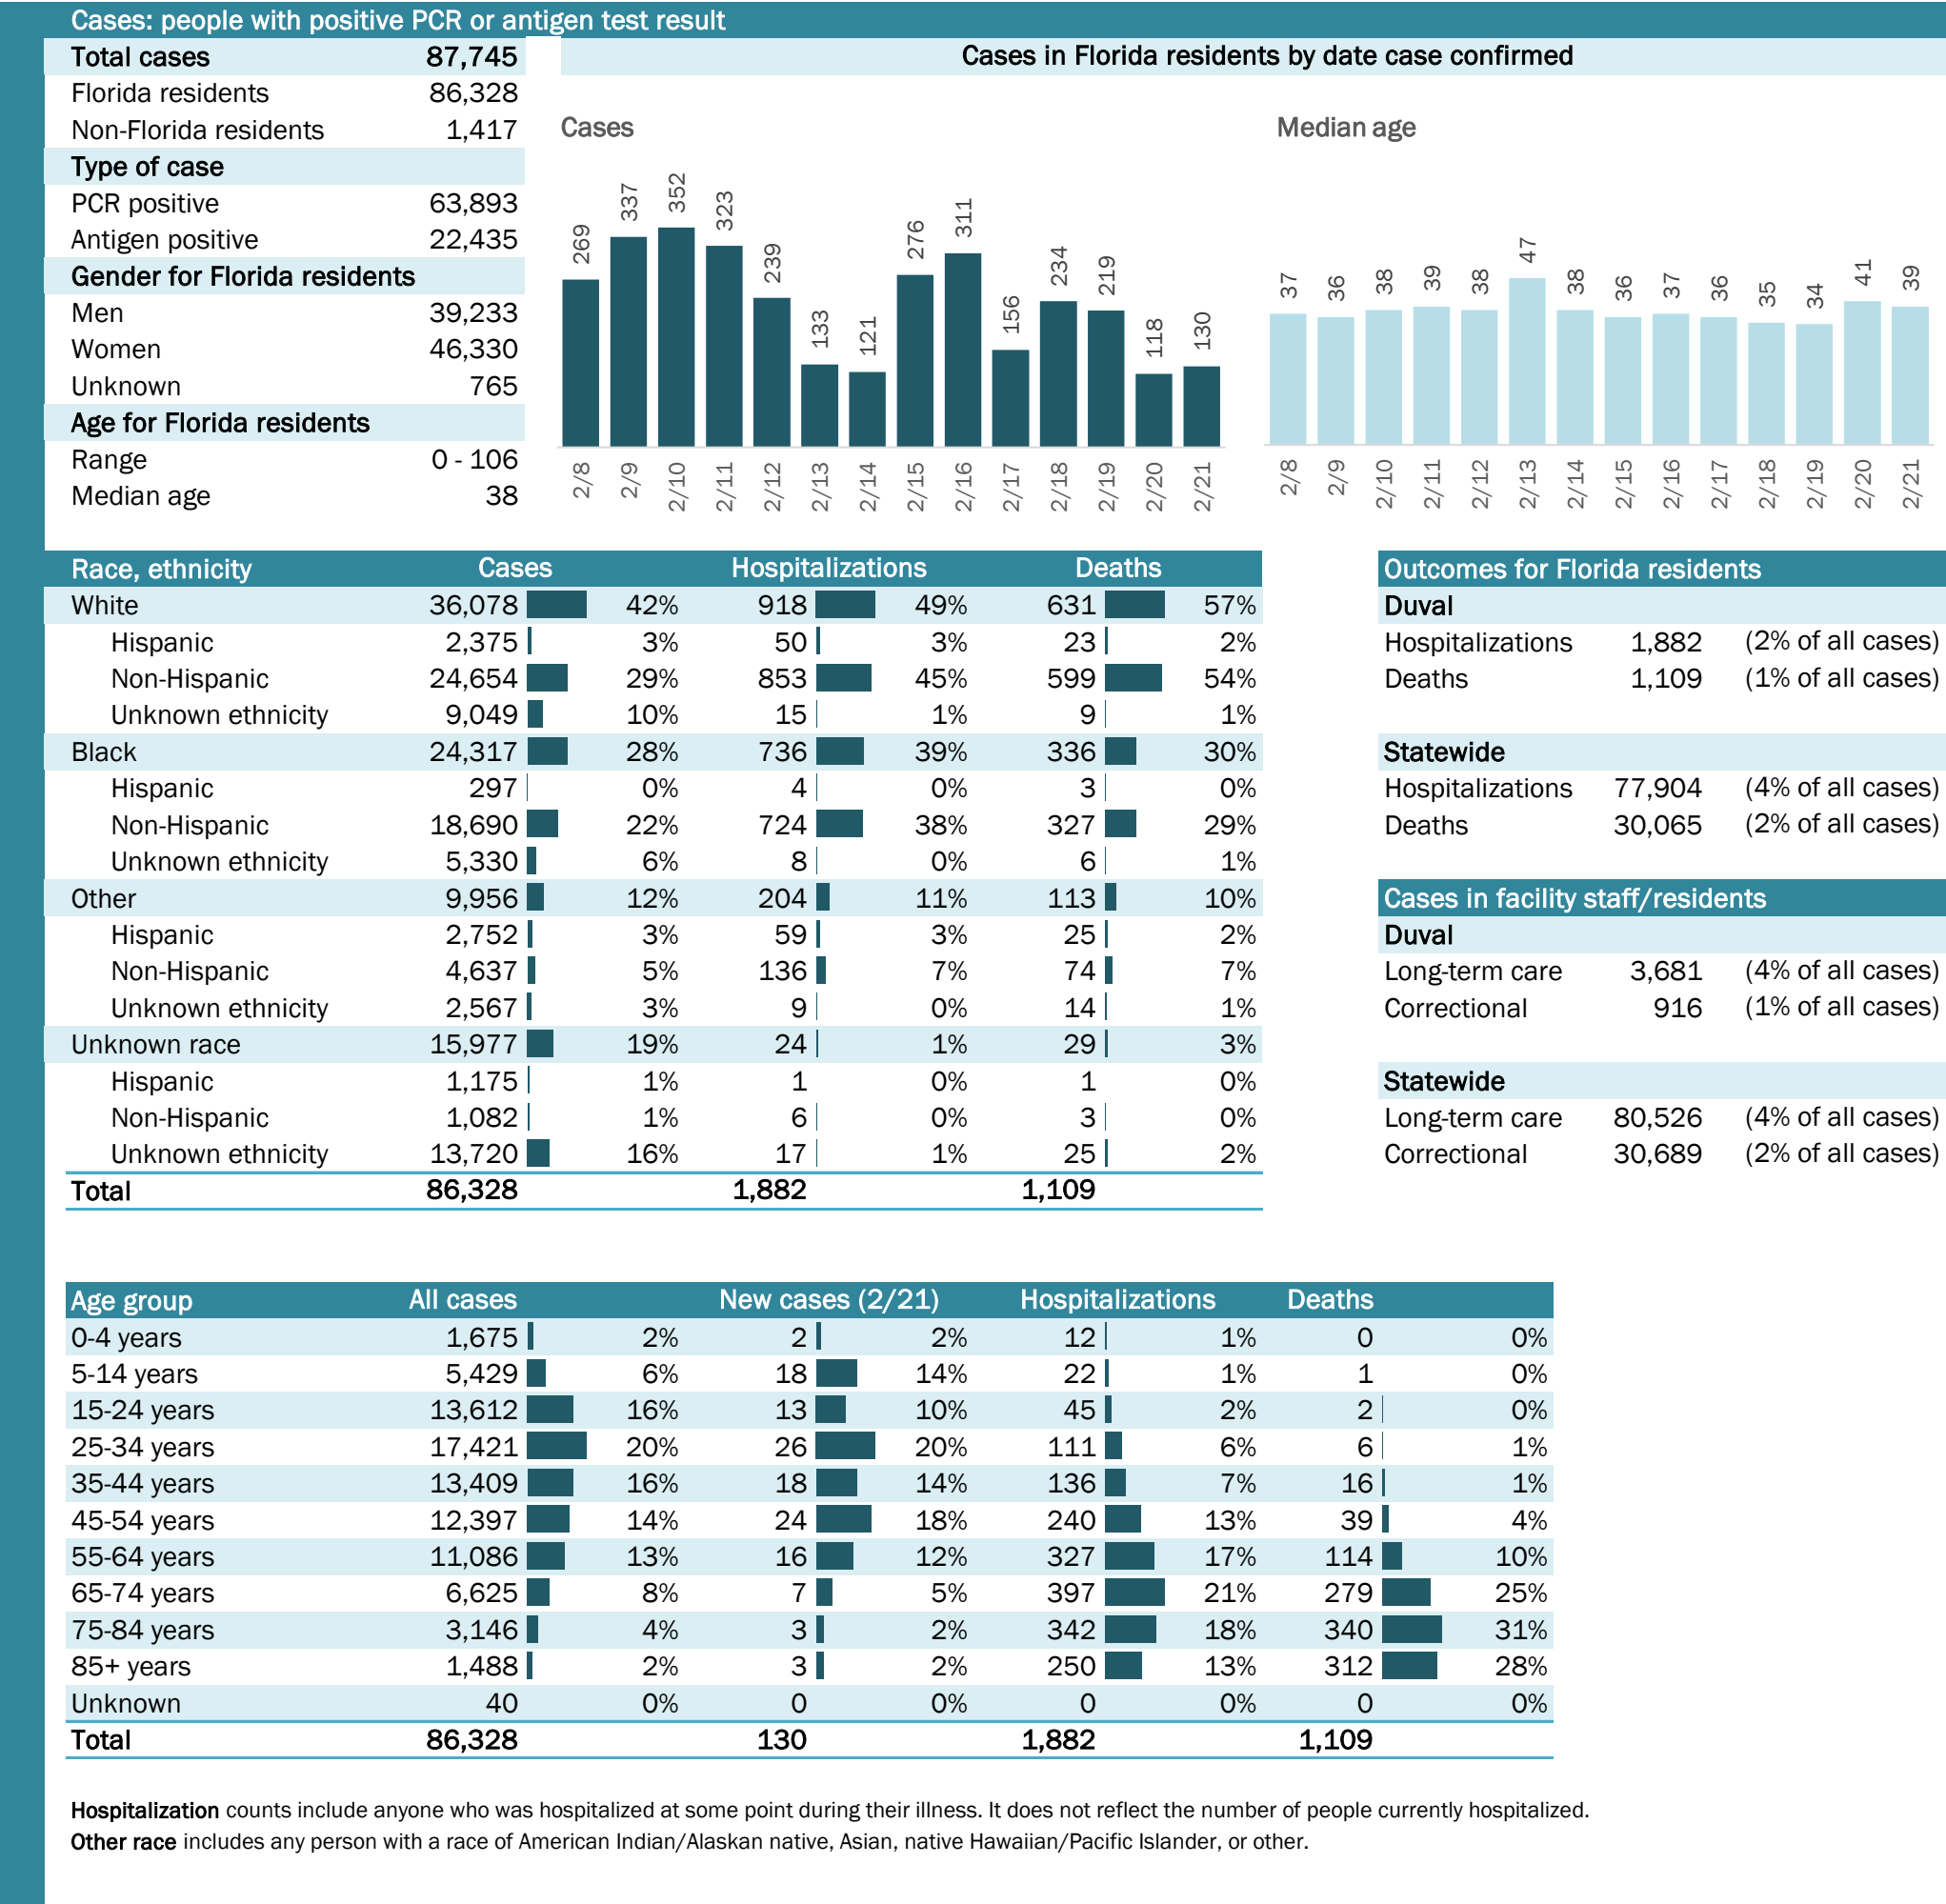 Cases: people with positive PCR or antigen test result
Total cases 87,745
Florida residents 86,328
Non-Florida residents 1,417
Type of case
PCR positive 63,893
Antigen positive 22,435
Gender for Florida residents
Men 39,233
Women 46,330
Unknown 765
Age for Florida residents
Range 0 - 106
Median age 38
Cases in Florida residents by date case confirmed
Cases
269 337 352 323 239 133 121 276 311 156 234 219 118 130
2/8 2/9 2/10 2/11 2/12 2/13 2/14 2/15 2/16 2/17 2/18 2/19 2/20 2/21
Median age
37 36 38 39 38 47 38 36 37 36 35 34 41 39
2/8 2/9 2/10 2/11 2/12 2/13 2/14 2/15 2/16 2/17 2/18 2/19 2/20 2/21
Race, ethnicity Cases Hospitalizations Deaths
White 36,078 42% 918 49% 631 57%
Hispanic 2,375 3% 50 3% 23 2%
Non-Hispanic 24,654 29% 853 45% 599 54%
Unknown ethnicity 9,049 10% 15 1% 9 1%
Black 24,317 28% 736 39% 336 30%
Hispanic 297 0% 4 0% 3 0%
Non-Hispanic 18,690 22% 724 38% 327 29%
Unknown ethnicity 5,330 6% 8 0% 6 1%
Other 9,956 12% 204 11% 113 10%
Hispanic 2,752 3% 59 3% 25 2%
Non-Hispanic 4,637 5% 136 7% 74 7%
Unknown ethnicity 2,567 3% 9 0% 14 1%
Unknown race 15,977 19% 24 1% 29 3%
Hispanic 1,175 1% 1 0% 1 0%
Non-Hispanic 1,082 1% 6 0% 3 0%
Unknown ethnicity 13,720 16% 17 1% 25 2%
Total 86,328 1,882 1,109
Outcomes for Florida residents
Duval
Hospitalizations 1,882 (2% of all cases)
Deaths 1,109 (1% of all cases)
Statewide
Hospitalizations 77,904 (4% of all cases)
Deaths 30,065 (2% of all cases)
Cases in facility staff/residents
Duval
Long-term care 3,681 (4% of all cases)
Correctional 916 (1% of all cases)
Statewide
Long-term care 80,526 (4% of all cases)
Correctional 30,689 (2% of all cases)
Age group All cases New cases (2/21) Hospitalizations Deaths
0-4 years 1,675 2% 2 2% 12 1% 0 0%
5-14 years 5,429 6% 18 14% 22 1% 1 0%
15-24 years 13,612 16% 13 10% 45 2% 2 0%
25-34 years 17,421 20% 26 20% 111 6% 6 1%
35-44 years 13,409 16% 18 14% 136 7% 16 1%
45-54 years 12,397 14% 24 18% 240 13% 39 4%
55-64 years 11,086 13% 16 12% 327 17% 114 10%
65-74 years 6,625 8% 7 5% 397 21% 279 25%
75-84 years 3,146 4% 3 2% 342 18% 340 31%
85+ years 1,488 2% 3 2% 250 13% 312 28%
Unknown 40 0% 0 0% 0 0% 0 0%
Total 86,328 130 1,882 1,109
Hospitalization counts include anyone who was hospitalized at some point during their illness. It does not reflect the number of people currently hospitalized.
Other race includes any person with a race of American Indian/Alaskan native, Asian, native Hawaiian/Pacific Islander, or other.